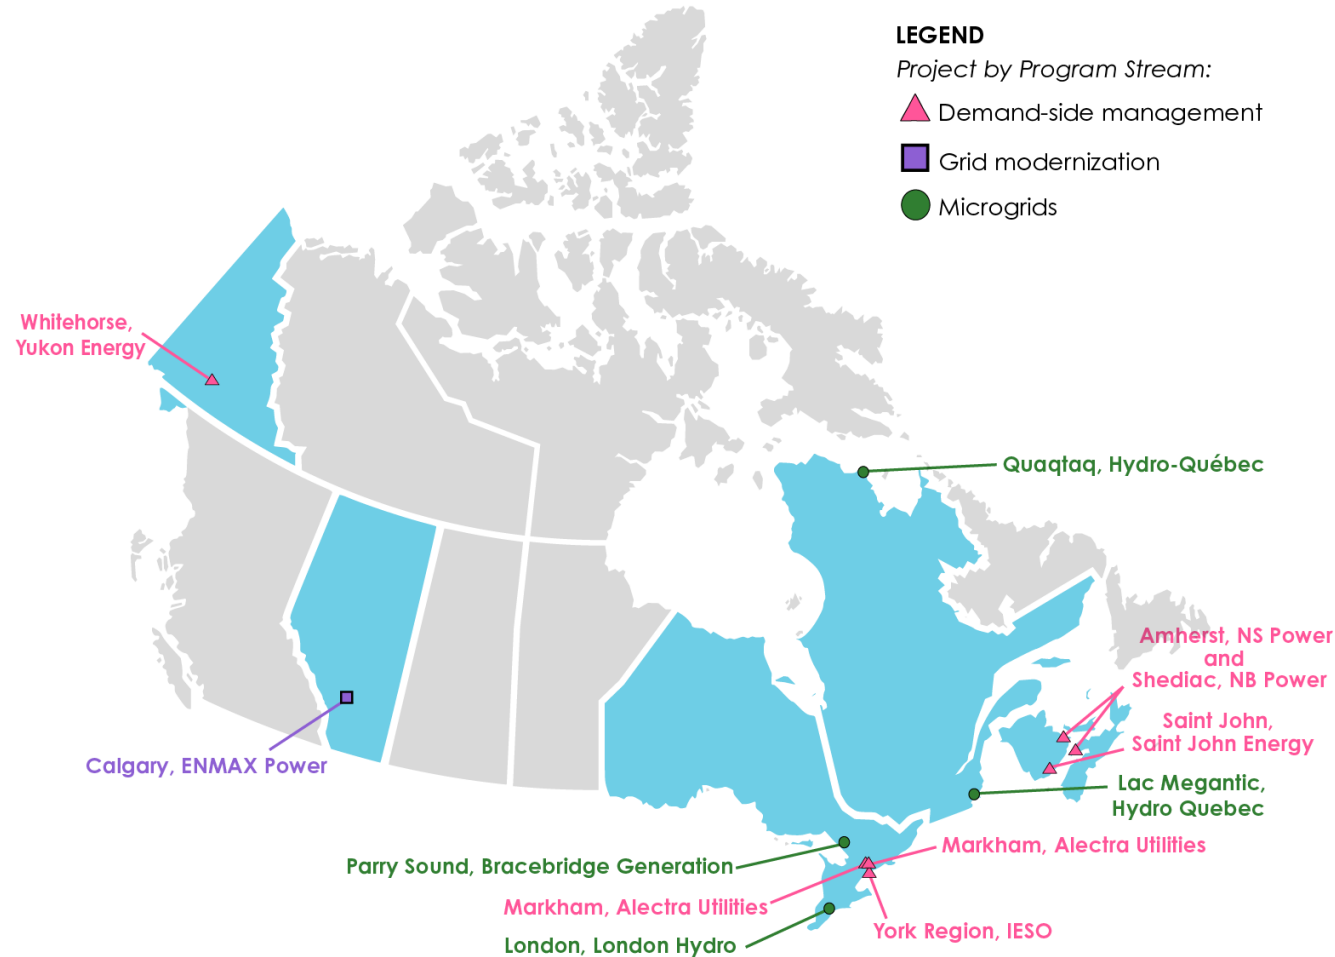 LEGEND
Project by Program Stream:
Demand-side management
Grid modernization
Microgrids
Whitehorse,
Yukon Energy
Quaqtaq, Hydro-Québec
Amherst, NS Power
and
Shediac, NB Power
Saint John,
Saint John Energy
Calgary, ENMAX Power
Lac Megantic,
Hydro Quebec
Markham, Alectra Utilities
Parry Sound, Bracebridge Generation
Markham, Alectra Utilities
York Region, IESO
London, London Hydro